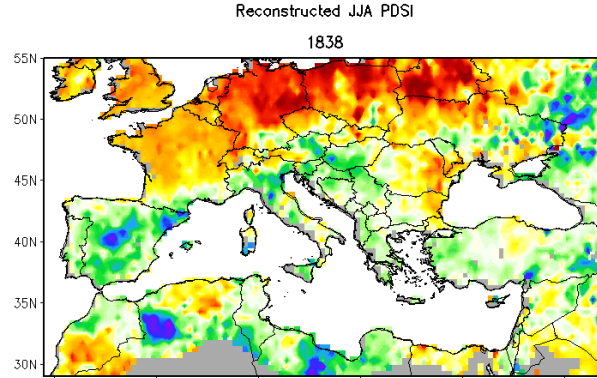 Reconstructed JJA PDSI
1838
55N
50N
45N
40N
35N
30N